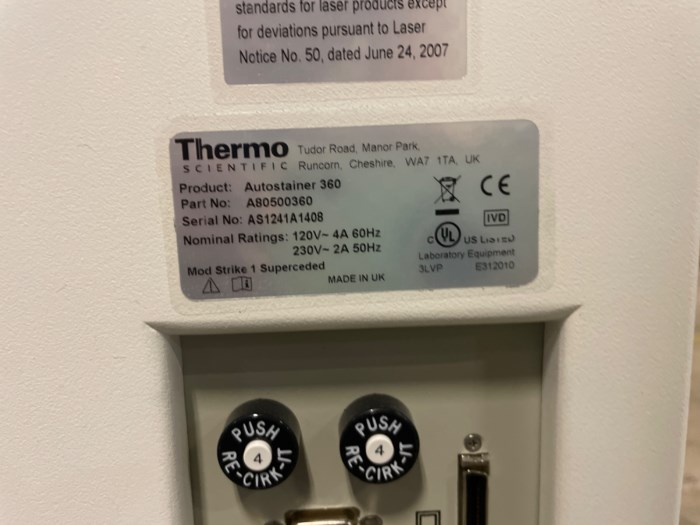 standards for laser products except
for deviations pursuant to Laser
Notice No. 50, dated June 24, 2007
Thermo
SCIENTIFIC
Tudor Road, Manor Park,
Runcorn, Cheshire, WA7 1TA, UK
Product: Autostainer 360
Part No: A80500360
Serial No: AS1241A1408
Nominal Ratings: 120V~ 4A 60Hz
230V~ 2A 50Hz
Mod Strike 1 Superceded
MADE IN UK
CE
IVD
C UL US LISTED
Laboratory Equipment
3LVP E312010
PUSH
4
RE-CIRK-IT
PUSH
4
RE-CIRK-IT